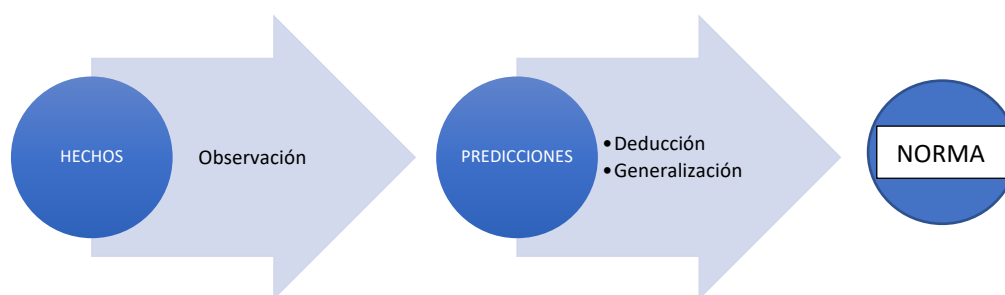 HECHOS
Observación
PREDICCIONES
•Deducción
•Generalización
NORMA